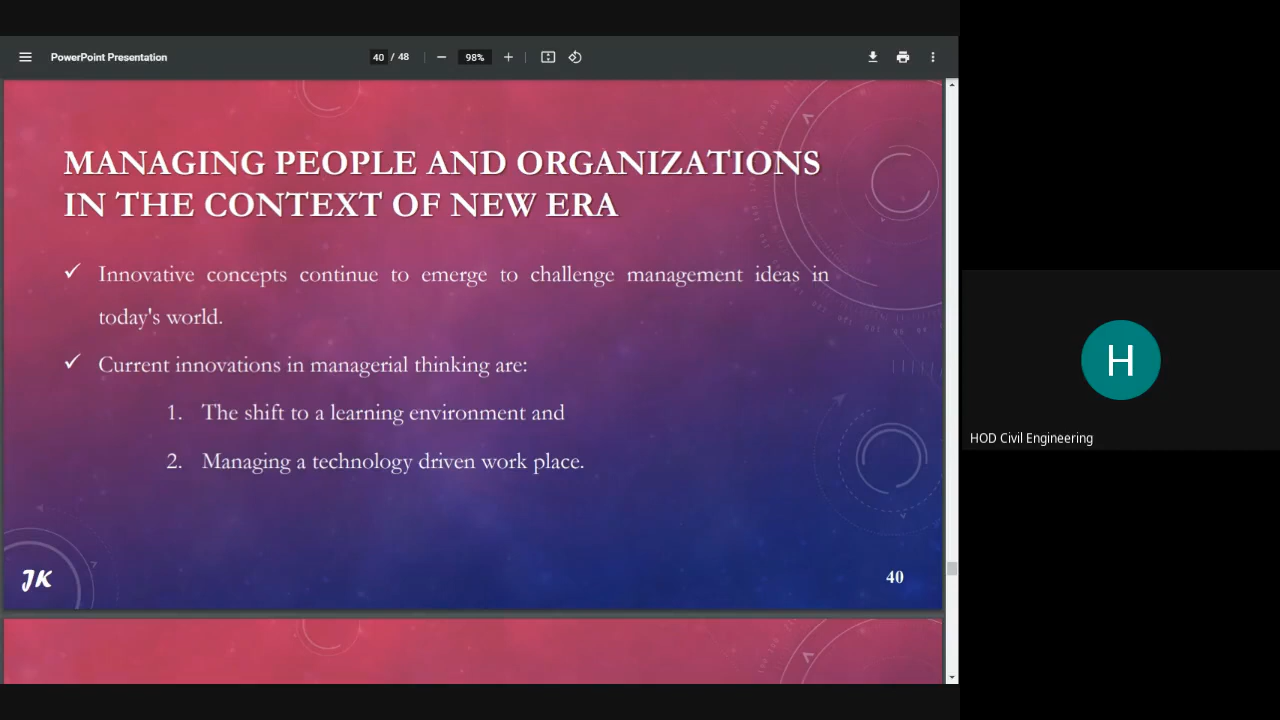 PowerPoint Presentation
40 / 48
98%
MANAGING PEOPLE AND ORGANIZATIONS
IN THE CONTEXT OF NEW ERA
✓ Innovative concepts continue to emerge to challenge management ideas in
today's world.
✓ Current innovations in managerial thinking are:
1. The shift to a learning environment and
2. Managing a technology driven work place.
JK
40
H
HOD Civil Engineering